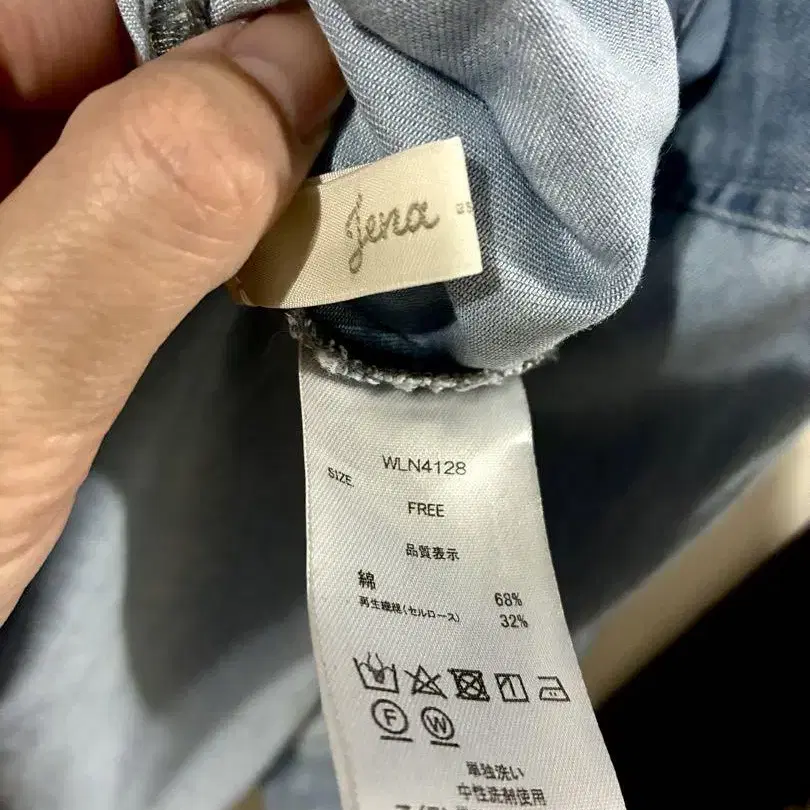 Jena
WLN4128
SIZE. FREE
品質表示
綿 68%
再生繊維(セルロース) 32%
F W
単独洗い
中性洗剤使用